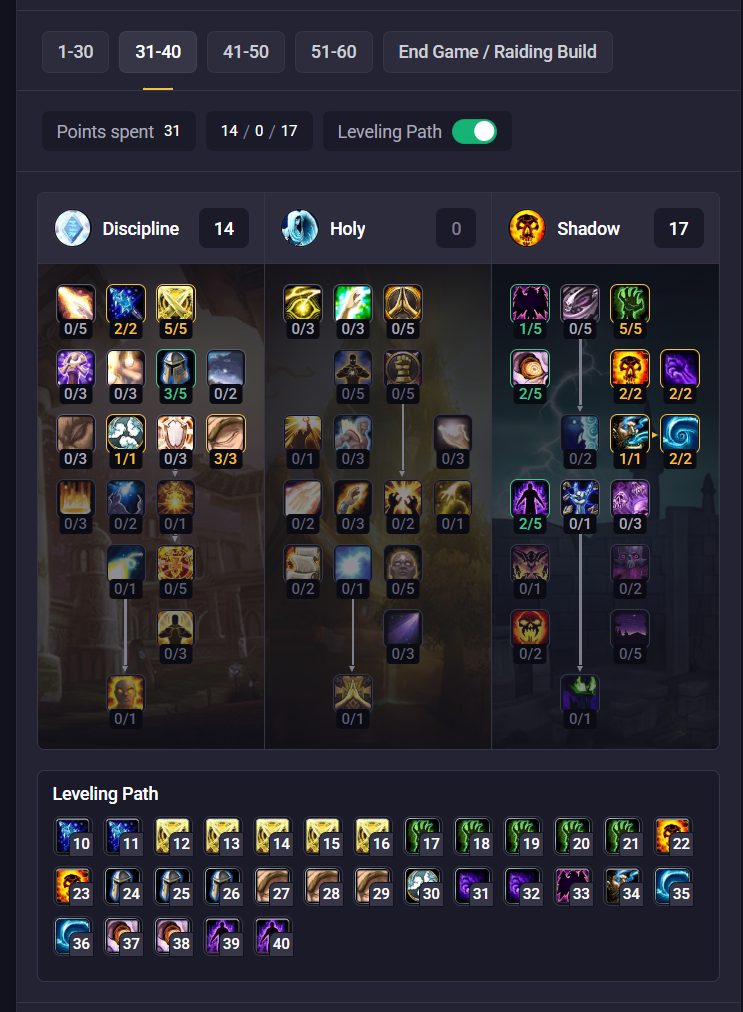 1-30 31-40 41-50 51-60 End Game / Raiding Build
Points spent 31 14 / 0 / 17 Leveling Path
Discipline 14 Holy 0 Shadow 17
0/5 2/2 5/5 0/3 0/3 0/5 1/5 0/5 5/5
0/3 0/3 3/5 0/2 0/5 0/5 2/5 2/2 2/2
0/3 1/1 0/3 3/3 0/1 0/3 0/3 0/2 1/1 2/2
0/3 0/2 0/1 0/2 0/3 0/2 0/1 2/5 0/1 0/3
0/1 0/5 0/2 0/1 0/5 0/1 0/2
0/3 0/3 0/2 0/5
0/1 0/1 0/1
Leveling Path
10 11 12 13 14 15 16 17 18 19 20 21 22
23 24 25 26 27 28 29 30 31 32 33 34 35
36 37 38 39 40